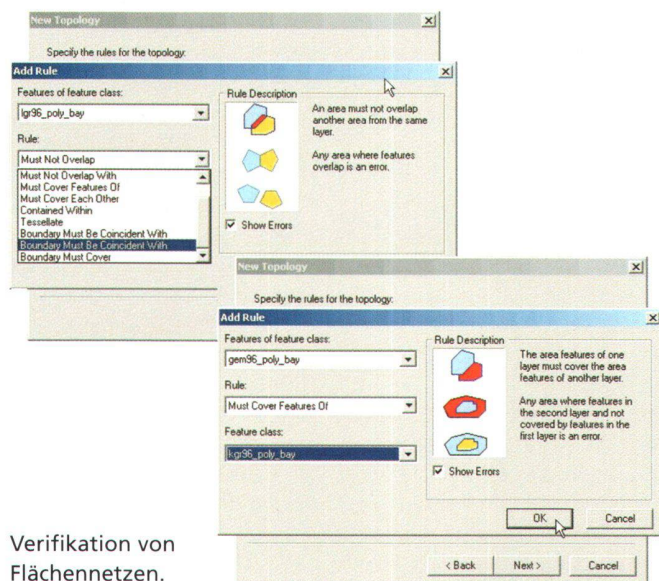 New Topology
Specify the rules for the topology:
Add Rule
Features of feature class:
lgr96_poly_bay
Rule:
Must Not Overlap
Must Not Overlap With
Must Cover Features Of
Must Cover Each Other
Contained Within
Tessellate
Boundary Must Be Coincident With
Boundary Must Be Coincident With
Boundary Must Cover
Rule Description
An area must not overlap
another area from the same
layer.
Any area where features
overlap is an error.
Show Errors
New Topology
Specify the rules for the topology:
Add Rule
Features of feature class:
gem96_poly_bay
Rule:
Must Cover Features Of
Feature class:
kgr96_poly_bay
Rule Description
The area features of one
layer must cover the area
features of another layer.
Any area where features in
the second layer and not
covered by features in the
first layer is an error.
Show Errors
OK
Cancel
< Back
Next >
Cancel
Verifikation von
Flächennetzen.